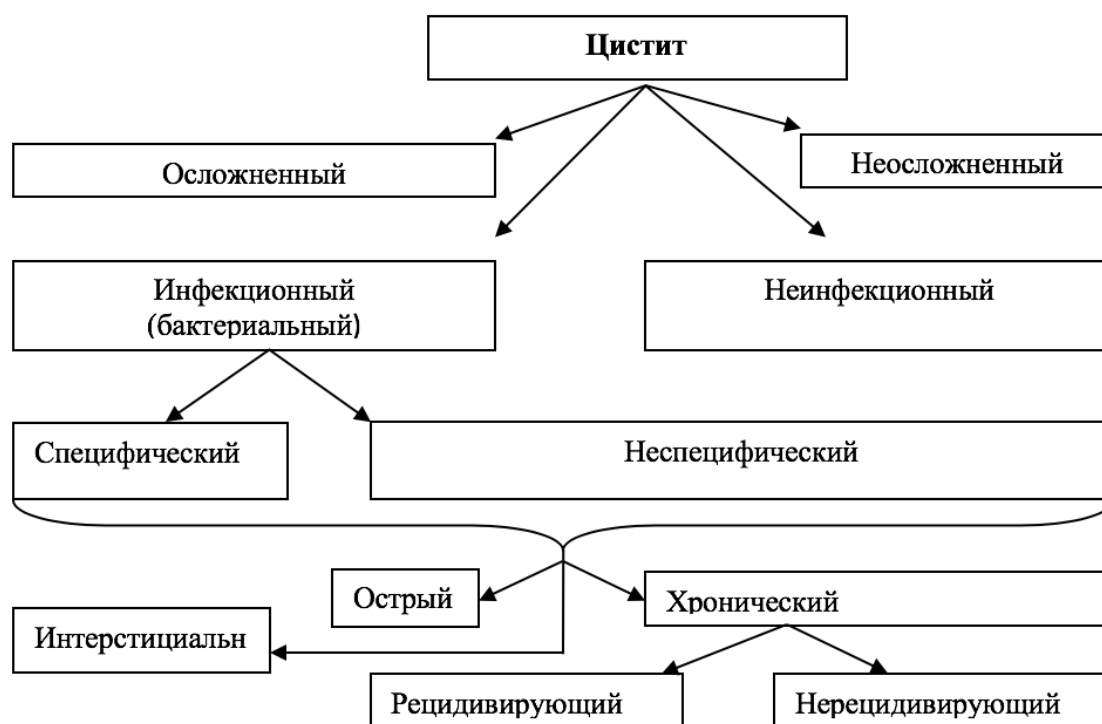 Цистит
Осложненный
Неосложненный
Инфекционный
(бактериальный)
Неинфекционный
Специфический
Неспецифический
Острый
Хронический
Интерстициальн
Рецидивирующий
Нерецидивирующий